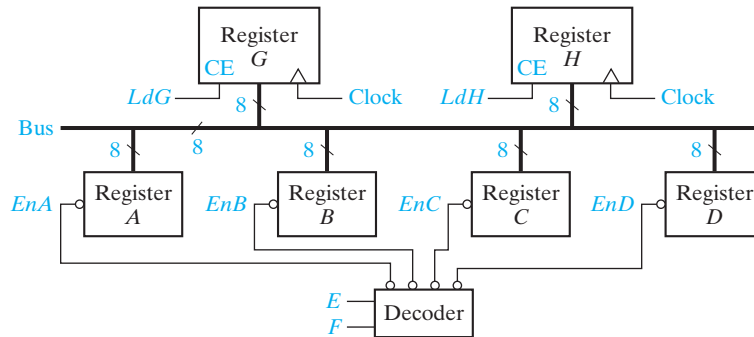 Register
G
CE
LdG
Clock
8
Register
H
CE
LdH
Clock
8
Bus
8
8
8
8
8
EnA
Register
A
EnB
Register
B
EnC
Register
C
EnD
Register
D
E
F
Decoder